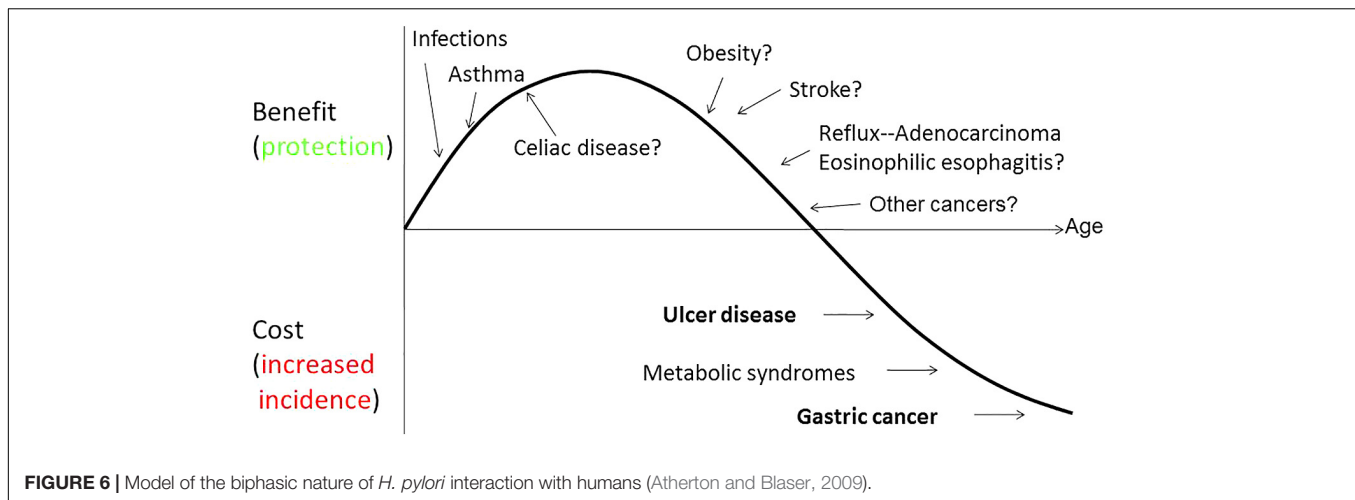 Infections
Asthma
Celiac disease?
Obesity?
Stroke?
Reflux--Adenocarcinoma
Eosinophilic esophagitis?
Other cancers?
Benefit
(protection)
Age
Cost
(increased
incidence)
Ulcer disease
Metabolic syndromes
Gastric cancer
FIGURE 6 | Model of the biphasic nature of H. pylori interaction with humans (Atherton and Blaser, 2009).